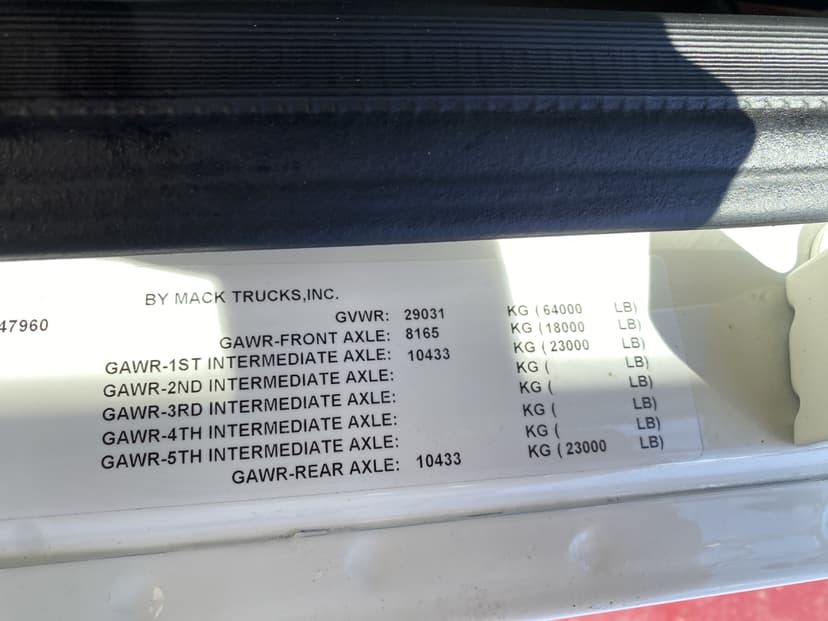 BY MACK TRUCKS,INC.
47960
GVWR: 29031 KG ( 64000 LB)
GAWR-FRONT AXLE: 8165 KG ( 18000 LB)
GAWR-1ST INTERMEDIATE AXLE: 10433 KG ( 23000 LB)
GAWR-2ND INTERMEDIATE AXLE: KG ( LB)
GAWR-3RD INTERMEDIATE AXLE: KG ( LB)
GAWR-4TH INTERMEDIATE AXLE: KG ( LB)
GAWR-5TH INTERMEDIATE AXLE: KG ( LB)
GAWR-REAR AXLE: 10433 KG ( 23000 LB)